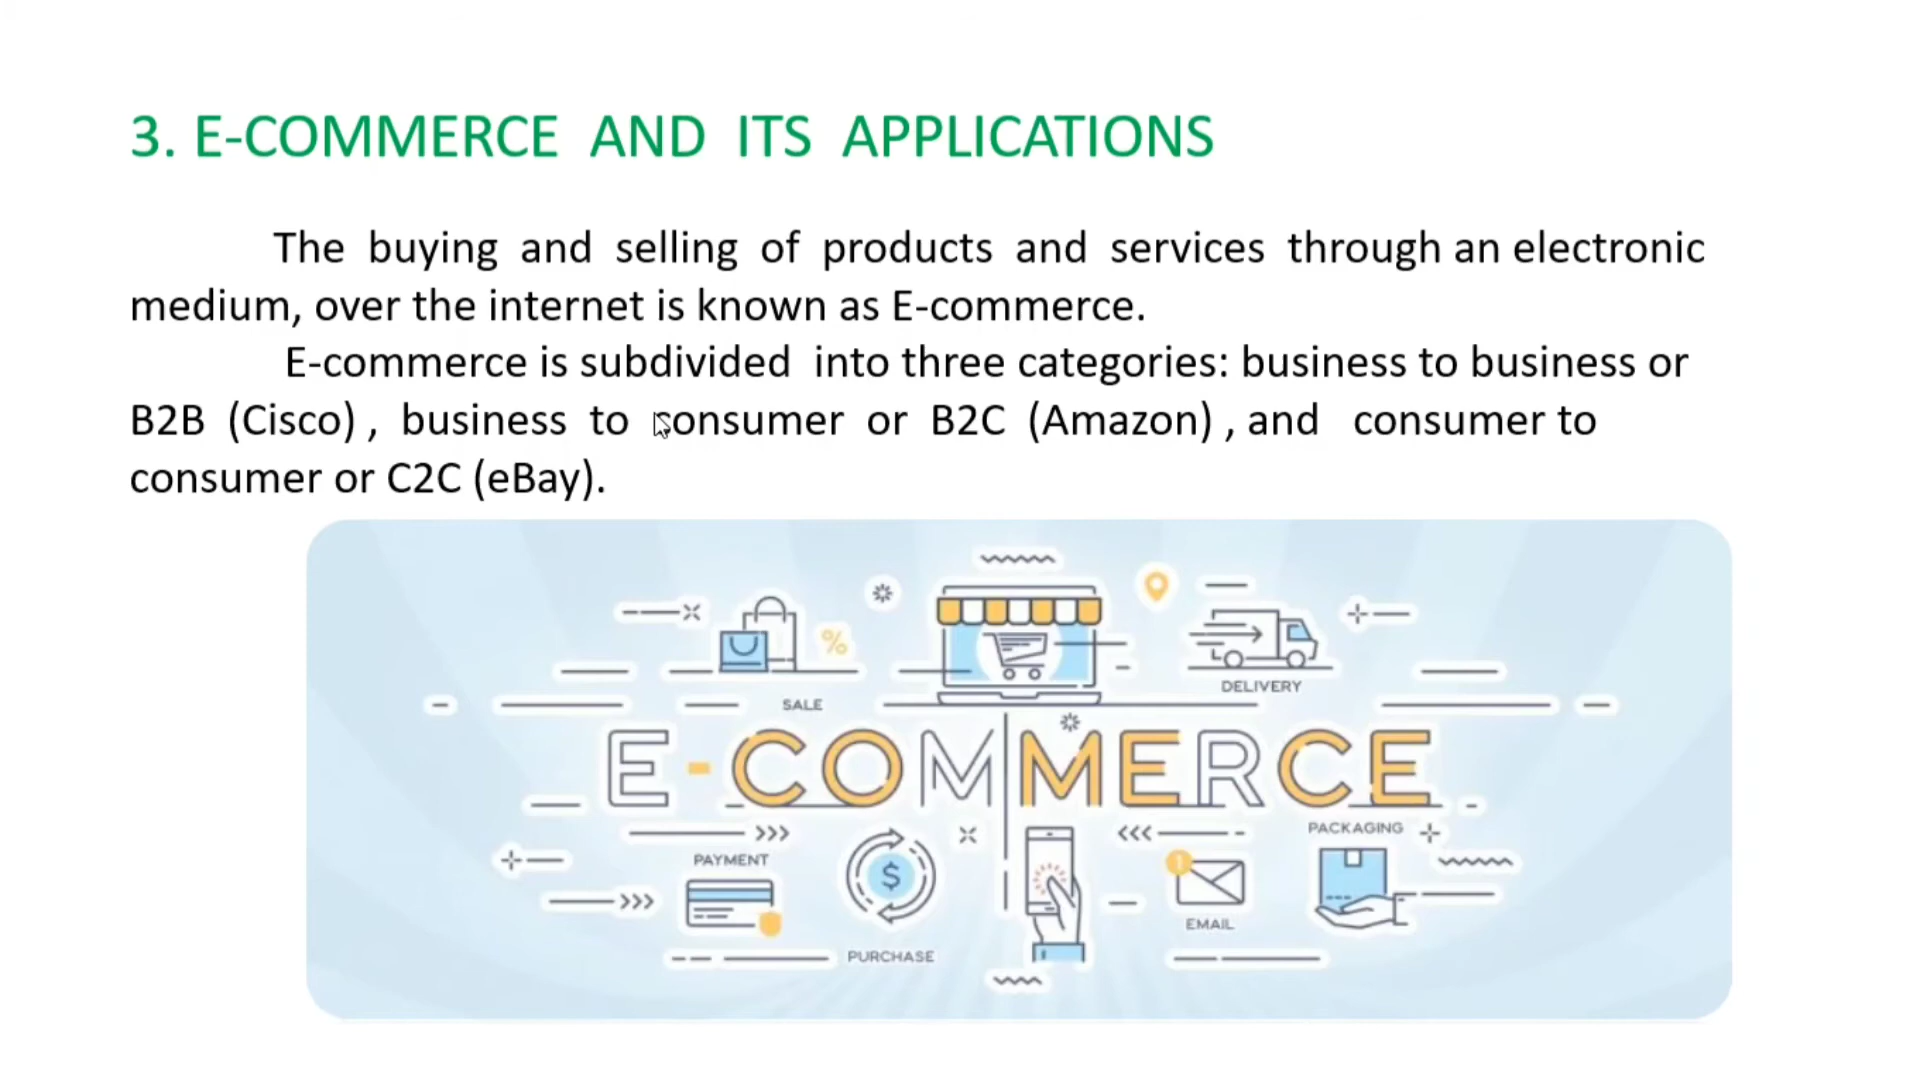 3. E-COMMERCE AND ITS APPLICATIONS
The buying and selling of products and services through an electronic
medium, over the internet is known as E-commerce.
E-commerce is subdivided into three categories: business to business or
B2B (Cisco) , business to consumer or B2C (Amazon) , and consumer to
consumer or C2C (eBay).
%
SALE
DELIVERY
E-COMMERCE
PAYMENT
$
PURCHASE
1
EMAIL
PACKAGING